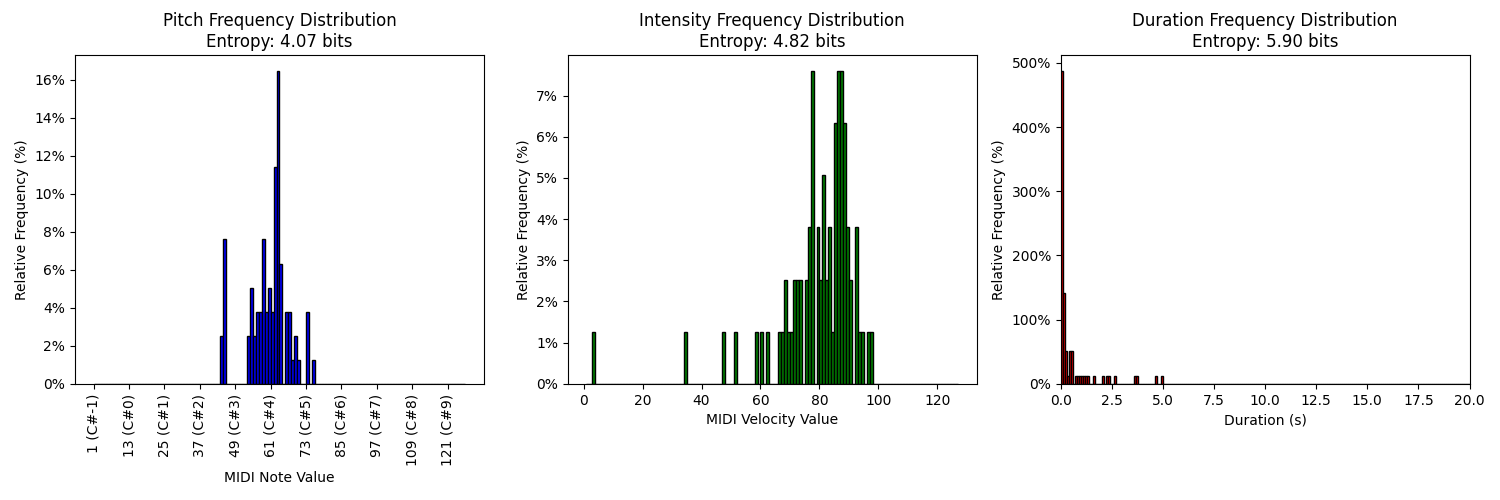 Pitch Frequency Distribution
Entropy: 4.07 bits
Relative Frequency (%)
16%
14%
12%
10%
8%
6%
4%
2%
0%
1 (C#-1)
13 (C#0)
25 (C#1)
37 (C#2)
49 (C#3)
61 (C#4)
73 (C#5)
85 (C#6)
97 (C#7)
109 (C#8)
121 (C#9)
MIDI Note Value
Intensity Frequency Distribution
Entropy: 4.82 bits
Relative Frequency (%)
7%
6%
5%
4%
3%
2%
1%
0%
0 20 40 60 80 100 120
MIDI Velocity Value
Duration Frequency Distribution
Entropy: 5.90 bits
Relative Frequency (%)
500%
400%
300%
200%
100%
0%
0.0 2.5 5.0 7.5 10.0 12.5 15.0 17.5 20.0
Duration (s)